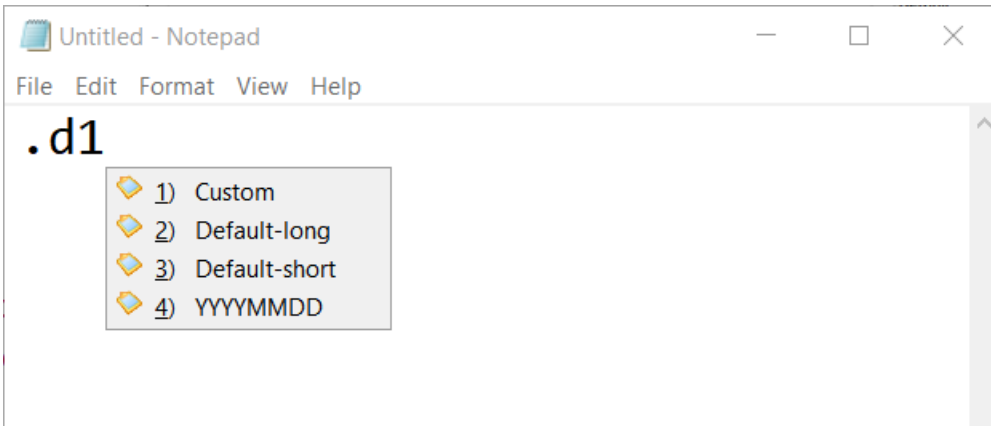 Untitled - Notepad
File Edit Format View Help
.d1
1) Custom
2) Default-long
3) Default-short
4) YYYYMMDD